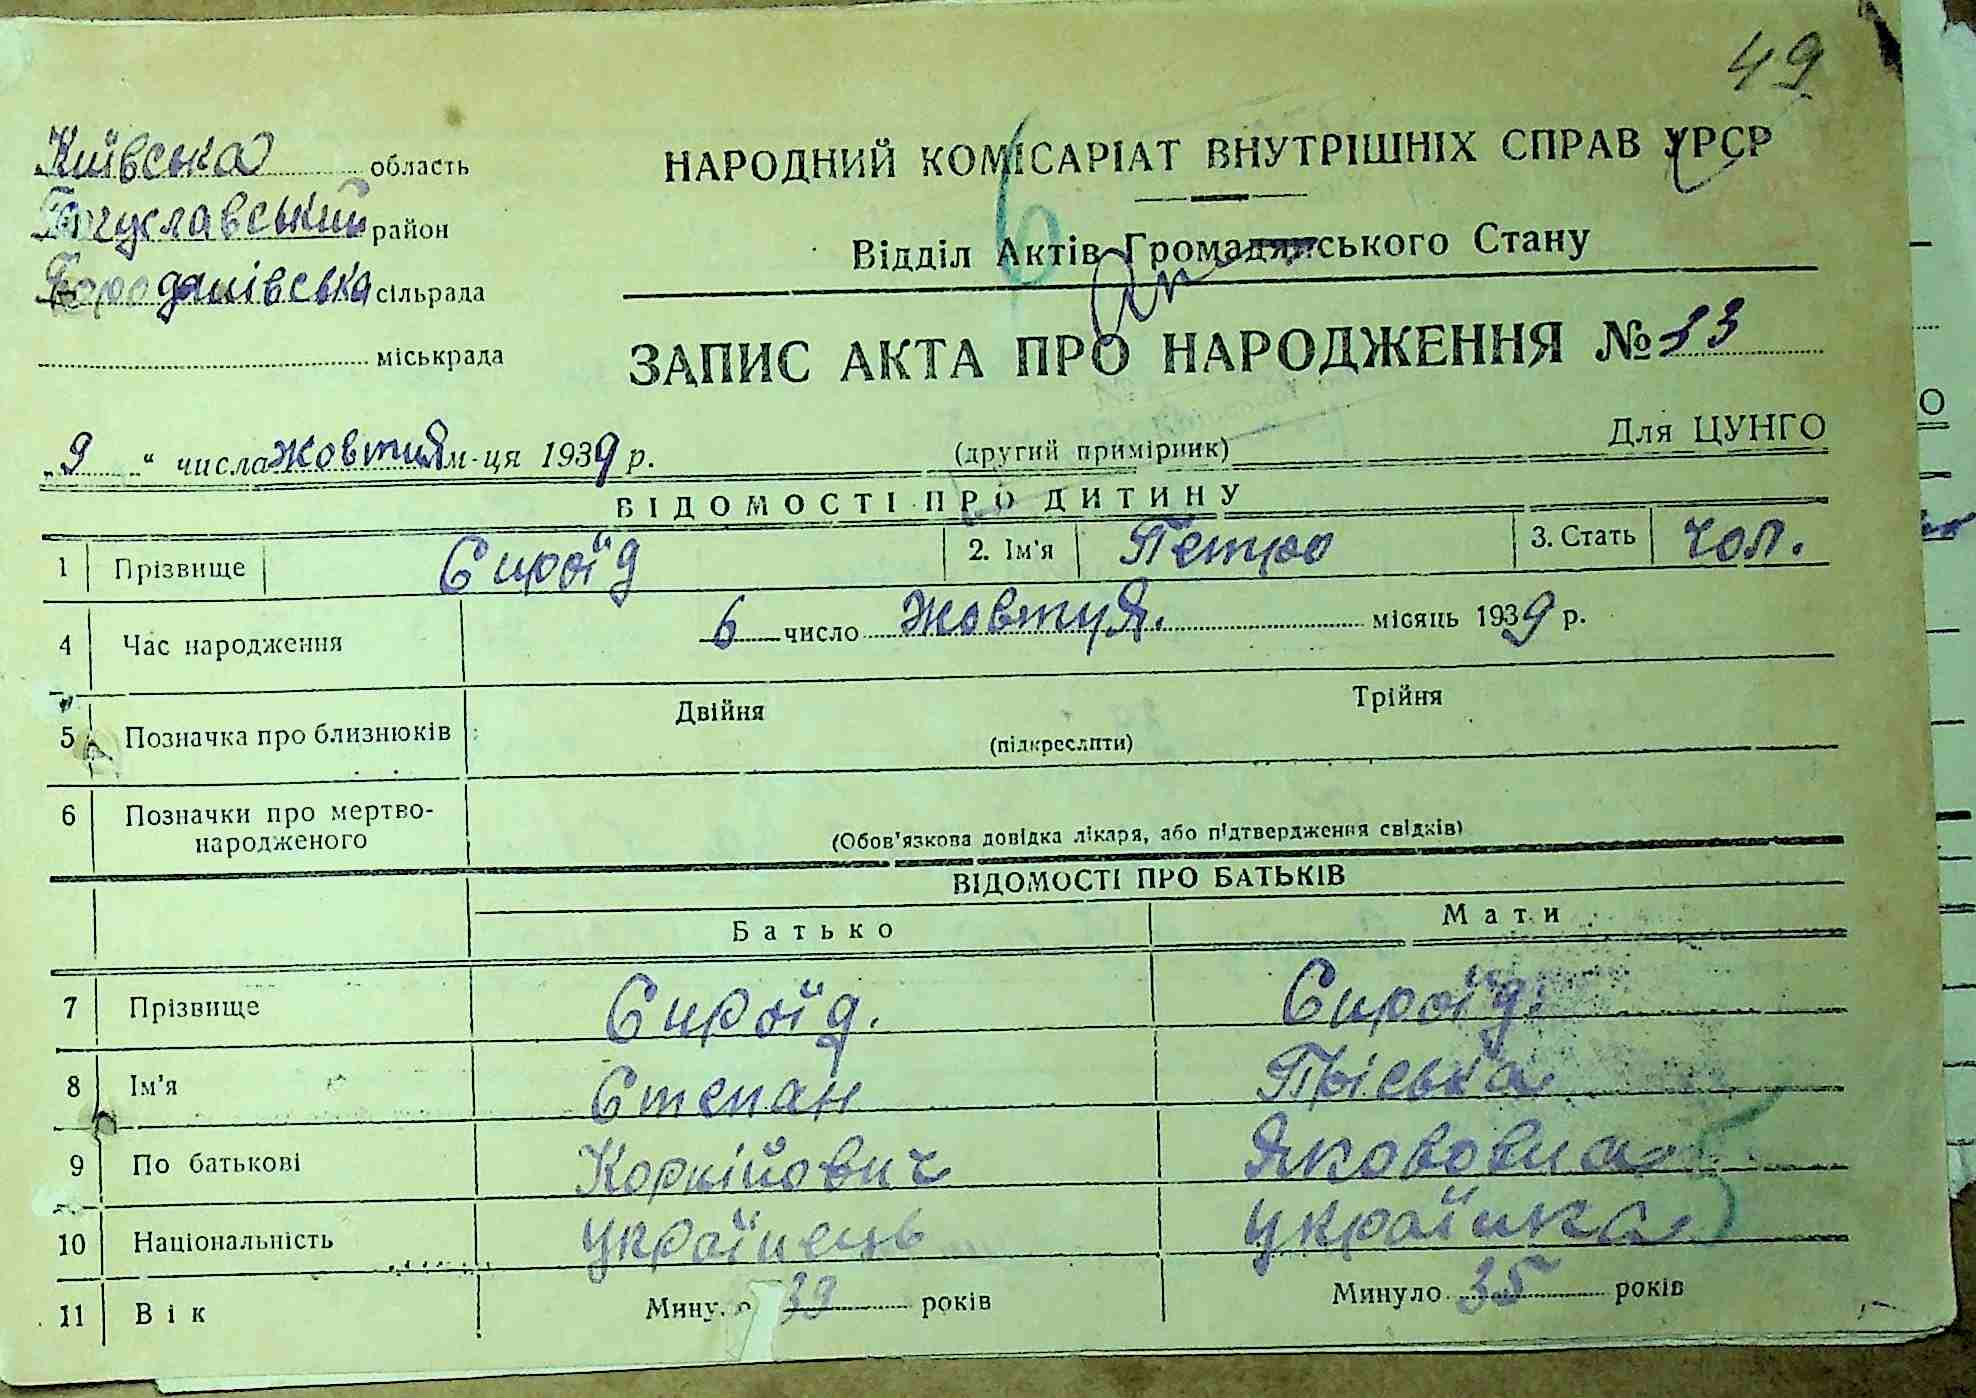 49
Київська область
НАРОДНИЙ КОМІСАРІАТ ВНУТРІШНІХ СПРАВ УРСР
Богуславський район
Відділ Актів Громадянського Стану
сільрада
міськрада
ЗАПИС АКТА ПРО НАРОДЖЕННЯ № 33
„9“ числа жовтня м-ця 1939 р.
(другий примірник)
Для ЦУНГО
ВІДОМОСТІ ПРО ДИТИНУ
1 Прізвище Сироїд 2. Ім'я Петро 3. Стать чол.
4 Час народження 6 число жовтня. місяць 1939 р.
5 Позначка про близнюків Двійня Трійня
(підкреслити)
6 Позначки про мертво-
народженого
(Обов'язкова довідка лікаря, або підтвердження свідків)
ВІДОМОСТІ ПРО БАТЬКІВ
Батько Мати
7 Прізвище Сироїд. Сироїд.
8 Ім'я Степан Пріська
9 По батькові Корнійович Якововна
10 Національність українець українка
11 Вік Минуло 39 років Минуло 35 років